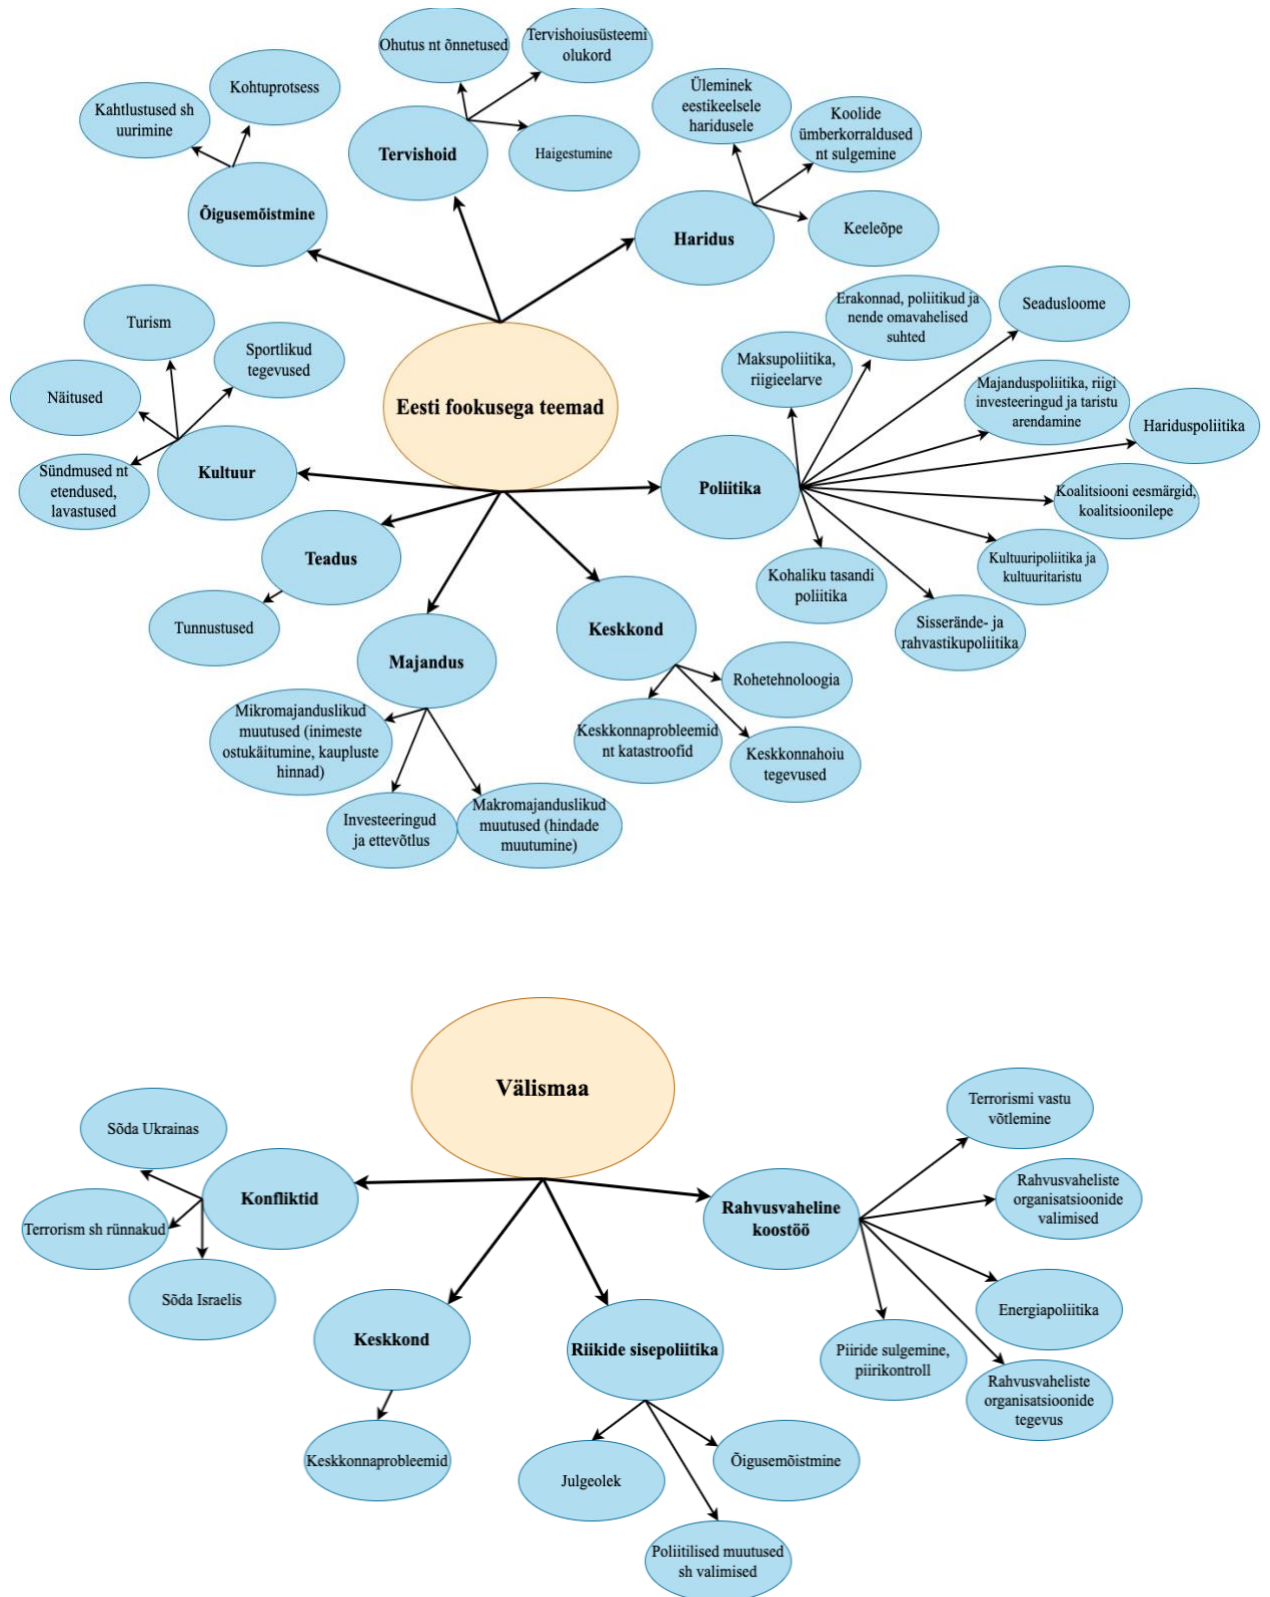 Ohutus nt õnnetused
Tervishoiusüsteemi
olukord
Kohtuprotsess
Kahtlustused sh
uurimine
Üleminek
eestikeelsele
haridusele
Koolide
ümberkorraldused
nt sulgemine
Tervishoid
Haigestumine
Õigusemõistmine
Haridus
Keeleõpe
Turism
Sportlikud
tegevused
Näitused
Sündmused nt
etendused,
lavastused
Kultuur
Eesti fookusega teemad
Erakonnad, poliitikud ja
nende omavahelised
suhted
Seadusloome
Maksupoliitika,
riigieelarve
Majanduspoliitika, riigi
investeeringud ja taristu
arendamine
Hariduspoliitika
Poliitika
Koalitsiooni eesmärgid,
koalitsioonilepe
Kultuuripoliitika ja
kultuuritaristu
Kohaliku tasandi
poliitika
Sisserände- ja
rahvastikupoliitika
Teadus
Tunnustused
Majandus
Keskkond
Mikromajanduslikud
muutused (inimeste
ostukäitumine, kaupluste
hinnad)
Investeeringud
ja ettevõtlus
Makromajanduslikud
muutused (hindade
muutumine)
Rohetehnoloogia
Keskkonnaprobleemid
nt katastroofid
Keskkonnahoiu
tegevused
Välismaa
Sõda Ukrainas
Konfliktid
Terrorism sh rünnakud
Sõda Israelis
Rahvusvaheline
koostöö
Terrorismi vastu
võtlemine
Rahvusvaheliste
organisatsioonide
valimised
Energiapoliitika
Piiride sulgemine,
piirikontroll
Rahvusvaheliste
organisatsioonide
tegevus
Keskkond
Riikide sisepoliitika
Keskkonnaprobleemid
Julgeolek
Õigusemõistmine
Poliitilised muutused
sh valimised